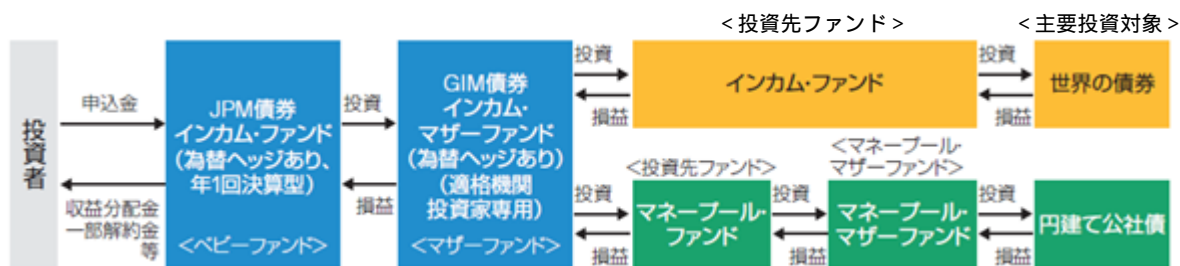 <投資先ファンド>
<主要投資対象>
投資者
申込金
収益分配金
一部解約金
等
JPM債券
インカム・ファンド
(為替ヘッジあり、
年1回決算型)
<ベビーファンド>
投資
損益
GIM債券
インカム・
マザーファンド
(為替ヘッジあり)
(適格機関
投資家専用)
<マザーファンド>
投資
損益
インカム・ファンド
投資
損益
世界の債券
投資
損益
<投資先ファンド>
マネープール・
ファンド
投資
損益
<マネープール・
マザーファンド>
マネープール・
マザーファンド
投資
損益
円建て公社債